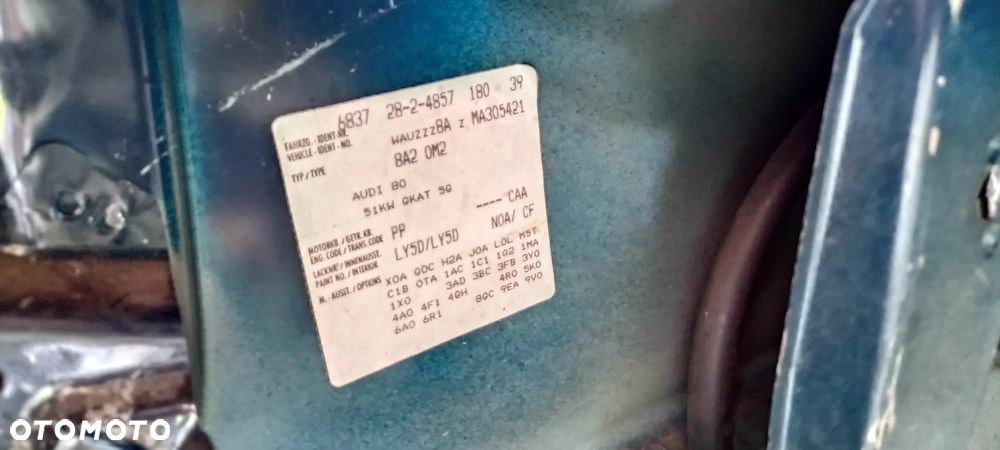 6837 28-2-4857 180 39
FAHRZG.-IDENT-NR.
VEHICLE-IDENT-NO. WAUZZZ8A Z MA305421
TYP/TYPE 8A2 0M2
AUDI 80
51KW GKAT 5G
MOTORKB./GETR.KB.
ENG.CODE/TRANS.CODE PP ---- CAA
LACKNR./INNENAUSST.
PAINT NO./INTERIOR LY5D/LY5D N0A/ CF
M.-AUSST./OPTIONS X0A G0C H2A J0A L0L M5T
C1B 0TA 1AC 1C1 1G2 1MA
1X0 3AD 3BC 3FB 3Y0
4A0 4F1 4GH 4R0 5K0
6A0 6R1 8GC 9EA 9V0
OTOMOTO